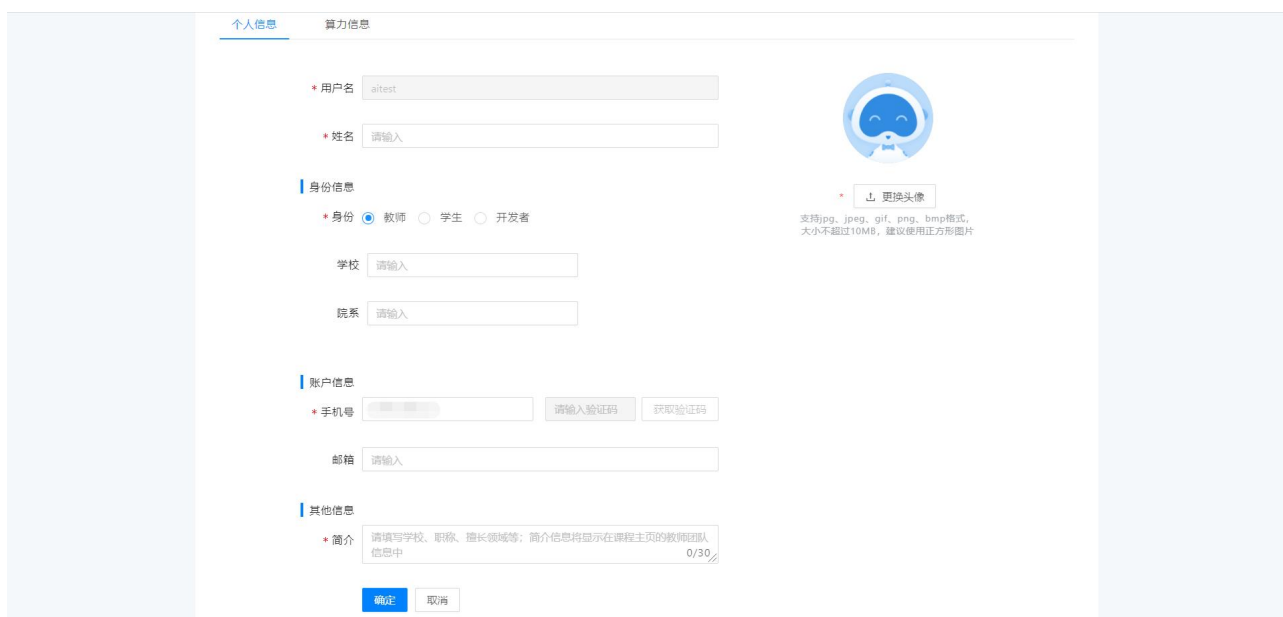 个人信息 算力信息
* 用户名 aitest
* 姓名 请输入
更换头像
支持jpg、jpeg、gif、png、bmp格式,
大小不超过10MB, 建议使用正方形图片
身份信息
* 身份 教师 学生 开发者
学校 请输入
院系 请输入
账户信息
* 手机号 请输入验证码 获取验证码
邮箱 请输入
其他信息
* 简介 请填写学校、职称、擅长领域等; 简介信息将显示在课程主页的教师团队
信息中 0/30
确定 取消